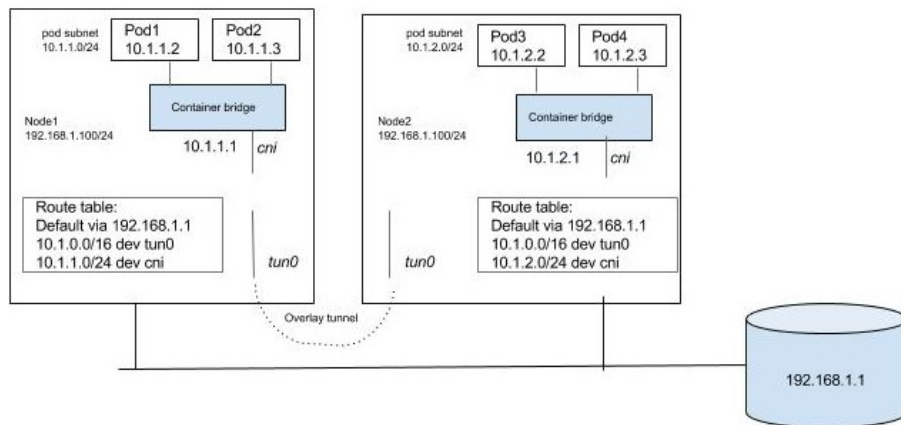 pod subnet
10.1.1.0/24
Pod1
10.1.1.2
Pod2
10.1.1.3
Container bridge
Node1
192.168.1.100/24
10.1.1.1
cni
Route table:
Default via 192.168.1.1
10.1.0.0/16 dev tun0
10.1.1.0/24 dev cni
tun0
pod subnet
10.1.2.0/24
Pod3
10.1.2.2
Pod4
10.1.2.3
Container bridge
Node2
192.168.1.100/24
10.1.2.1
cni
tun0
Route table:
Default via 192.168.1.1
10.1.0.0/16 dev tun0
10.1.2.0/24 dev cni
Overlay tunnel
192.168.1.1